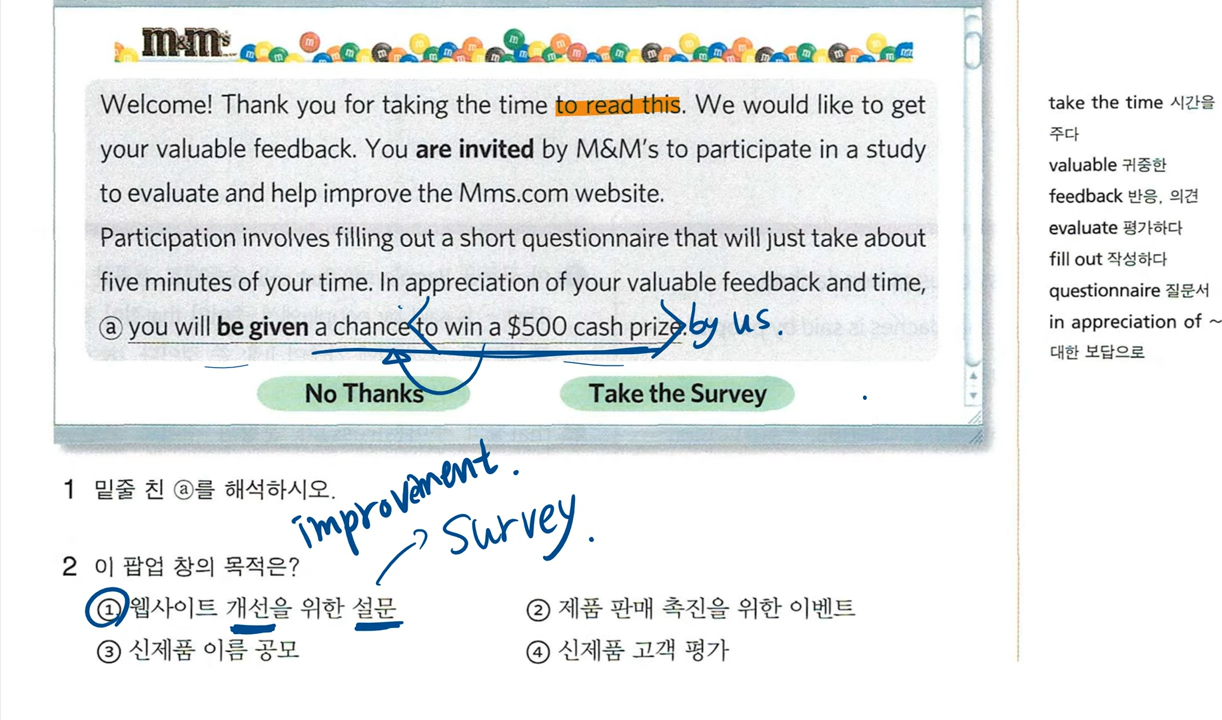 m&m's
Welcome! Thank you for taking the time to read this. We would like to get
your valuable feedback. You are invited by M&M's to participate in a study
to evaluate and help improve the Mms.com website.
Participation involves filling out a short questionnaire that will just take about
five minutes of your time. In appreciation of your valuable feedback and time,
ⓐ you will be given a chance to win a $500 cash prize. by us.
No Thanks
Take the Survey
take the time 시간을
주다
valuable 귀중한
feedback 반응, 의견
evaluate 평가하다
fill out 작성하다
questionnaire 질문서
in appreciation of ~
대한 보답으로
1 밑줄 친 ⓐ를 해석하시오.
improvement.
survey.
2 이 팝업 창의 목적은?
① 웹사이트 개선을 위한 설문
② 제품 판매 촉진을 위한 이벤트
③ 신제품 이름 공모
④ 신제품 고객 평가